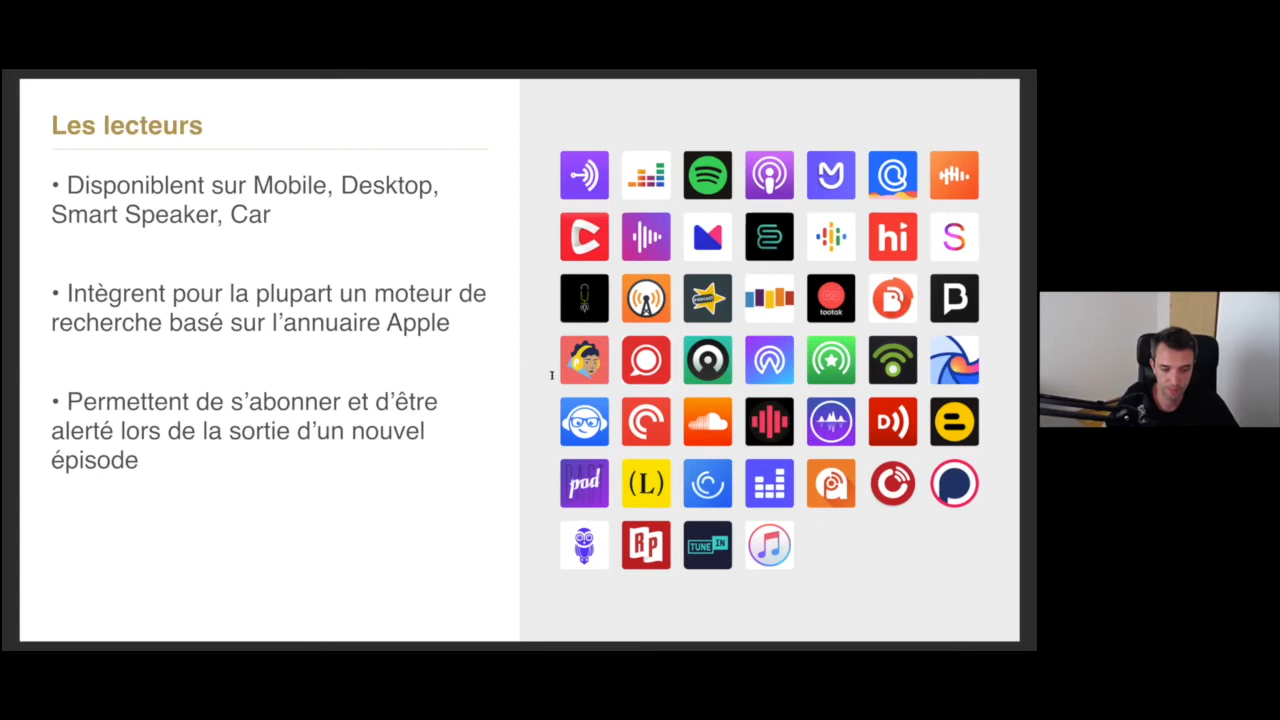 Les lecteurs
• Disponiblent sur Mobile, Desktop,
Smart Speaker, Car
• Intègrent pour la plupart un moteur de
recherche basé sur l’annuaire Apple
• Permettent de s’abonner et d’être
alerté lors de la sortie d’un nouvel
épisode
hi
S
PODCAST
tootak
B
D
pod
(L)
RP
TUNE IN